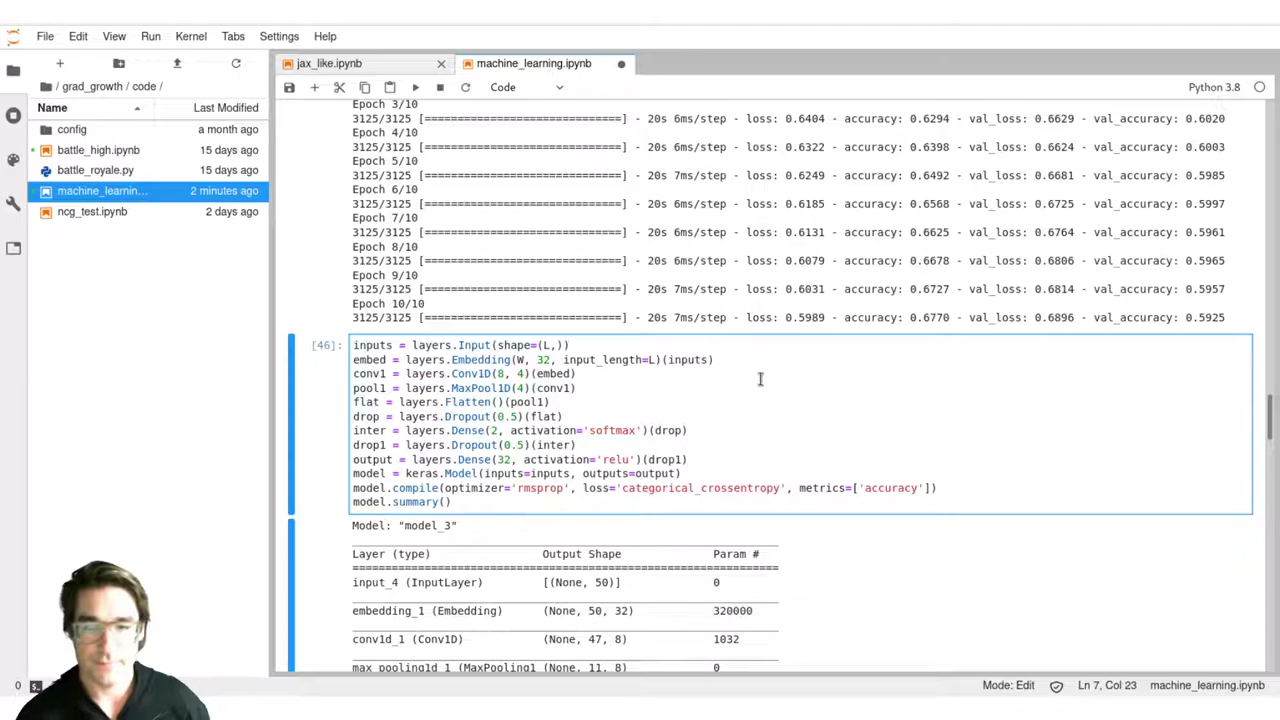 File Edit View Run Kernel Tabs Settings Help
jax_like.ipynb
machine_learning.ipynb
/ grad_growth / code /
Code
Python 3.8
Name
Last Modified
config
a month ago
battle_high.ipynb
15 days ago
battle_royale.py
15 days ago
machine_learnin...
2 minutes ago
ncg_test.ipynb
2 days ago
Epoch 3/10
3125/3125 [==============================] - 20s 6ms/step - loss: 0.6404 - accuracy: 0.6294 - val_loss: 0.6629 - val_accuracy: 0.6020
Epoch 4/10
3125/3125 [==============================] - 20s 6ms/step - loss: 0.6322 - accuracy: 0.6398 - val_loss: 0.6624 - val_accuracy: 0.6003
Epoch 5/10
3125/3125 [==============================] - 20s 7ms/step - loss: 0.6249 - accuracy: 0.6492 - val_loss: 0.6681 - val_accuracy: 0.5985
Epoch 6/10
3125/3125 [==============================] - 20s 6ms/step - loss: 0.6185 - accuracy: 0.6568 - val_loss: 0.6725 - val_accuracy: 0.5997
Epoch 7/10
3125/3125 [==============================] - 20s 6ms/step - loss: 0.6131 - accuracy: 0.6625 - val_loss: 0.6764 - val_accuracy: 0.5961
Epoch 8/10
3125/3125 [==============================] - 20s 6ms/step - loss: 0.6079 - accuracy: 0.6678 - val_loss: 0.6806 - val_accuracy: 0.5965
Epoch 9/10
3125/3125 [==============================] - 20s 7ms/step - loss: 0.6031 - accuracy: 0.6727 - val_loss: 0.6814 - val_accuracy: 0.5957
Epoch 10/10
3125/3125 [==============================] - 20s 7ms/step - loss: 0.5989 - accuracy: 0.6770 - val_loss: 0.6896 - val_accuracy: 0.5925
[46]:
inputs = layers.Input(shape=(L,))
embed = layers.Embedding(W, 32, input_length=L)(inputs)
conv1 = layers.Conv1D(8, 4)(embed)
pool1 = layers.MaxPool1D(4)(conv1)
flat = layers.Flatten()(pool1)
drop = layers.Dropout(0.5)(flat)
inter = layers.Dense(2, activation='softmax')(drop)
drop1 = layers.Dropout(0.5)(inter)
output = layers.Dense(32, activation='relu')(drop1)
model = keras.Model(inputs=inputs, outputs=output)
model.compile(optimizer='rmsprop', loss='categorical_crossentropy', metrics=['accuracy'])
model.summary()
Model: "model_3"
Layer (type) Output Shape Param #
=================================================================
input_4 (InputLayer) [(None, 50)] 0
embedding_1 (Embedding) (None, 50, 32) 320000
conv1d_1 (Conv1D) (None, 47, 8) 1032
max_pooling1d_1 (MaxPooling1 (None, 11, 8) 0
0
Mode: Edit
Ln 7, Col 23
machine_learning.ipynb